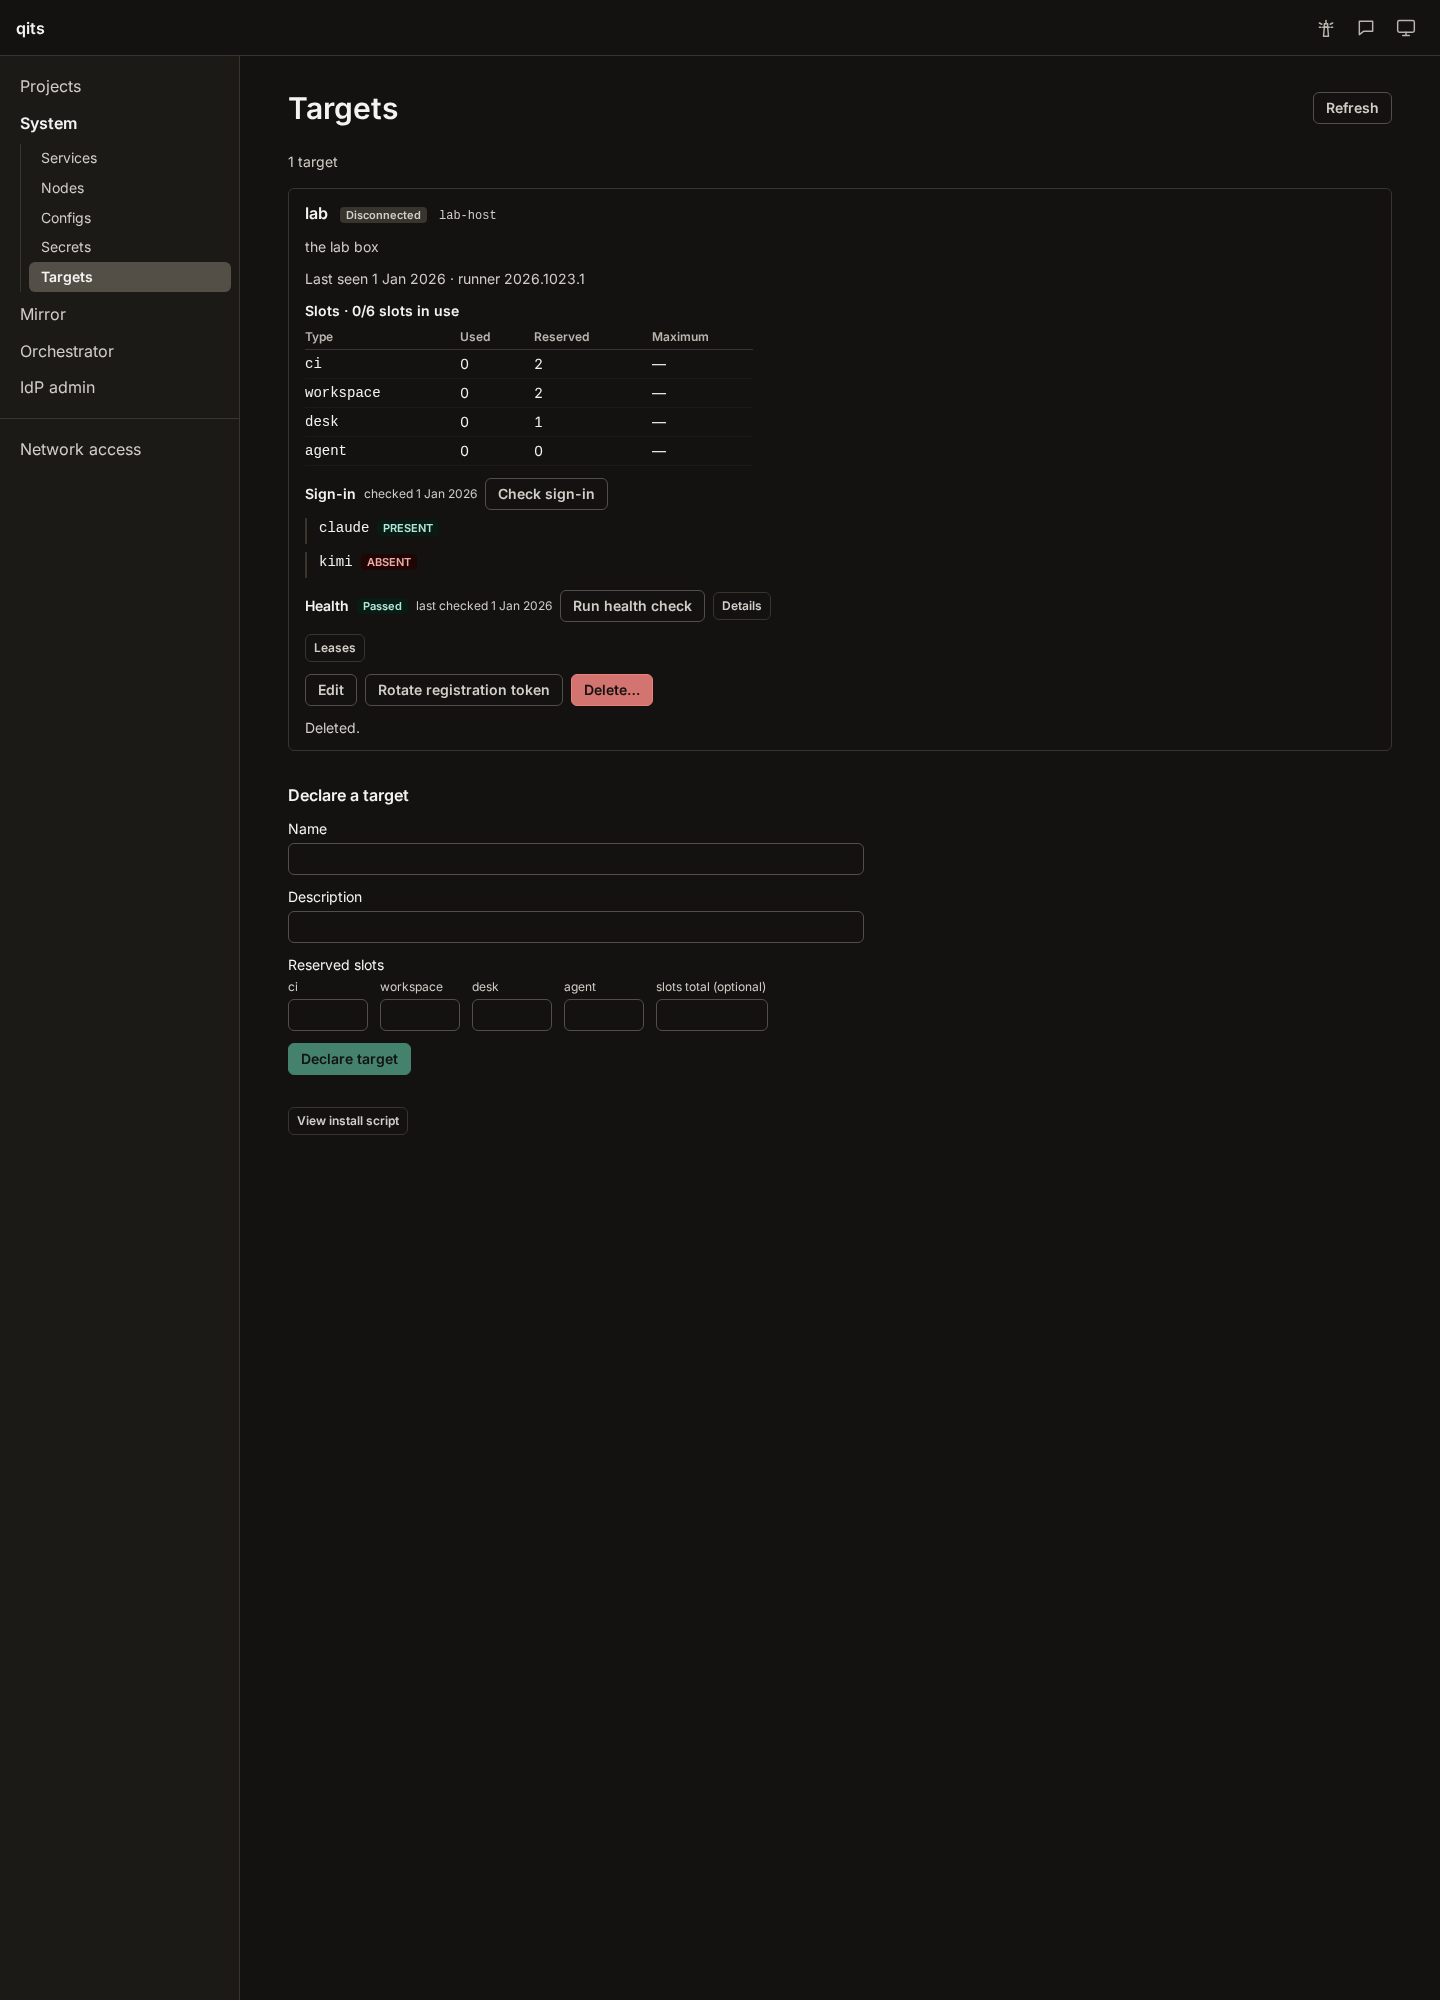 qits
Projects
System
Services
Nodes
Configs
Secrets
Targets
Mirror
Orchestrator
IdP admin
Network access
Targets
Refresh
1 target
lab Disconnected lab-host
the lab box
Last seen 1 Jan 2026 · runner 2026.1023.1
Slots · 0/6 slots in use
Type Used Reserved Maximum
ci 0 2 —
workspace 0 2 —
desk 0 1 —
agent 0 0 —
Sign-in checked 1 Jan 2026 Check sign-in
claude PRESENT
kimi ABSENT
Health Passed last checked 1 Jan 2026 Run health check Details
Leases
Edit Rotate registration token Delete…
Deleted.
Declare a target
Name
Description
Reserved slots
ci workspace desk agent slots total (optional)
Declare target
View install script